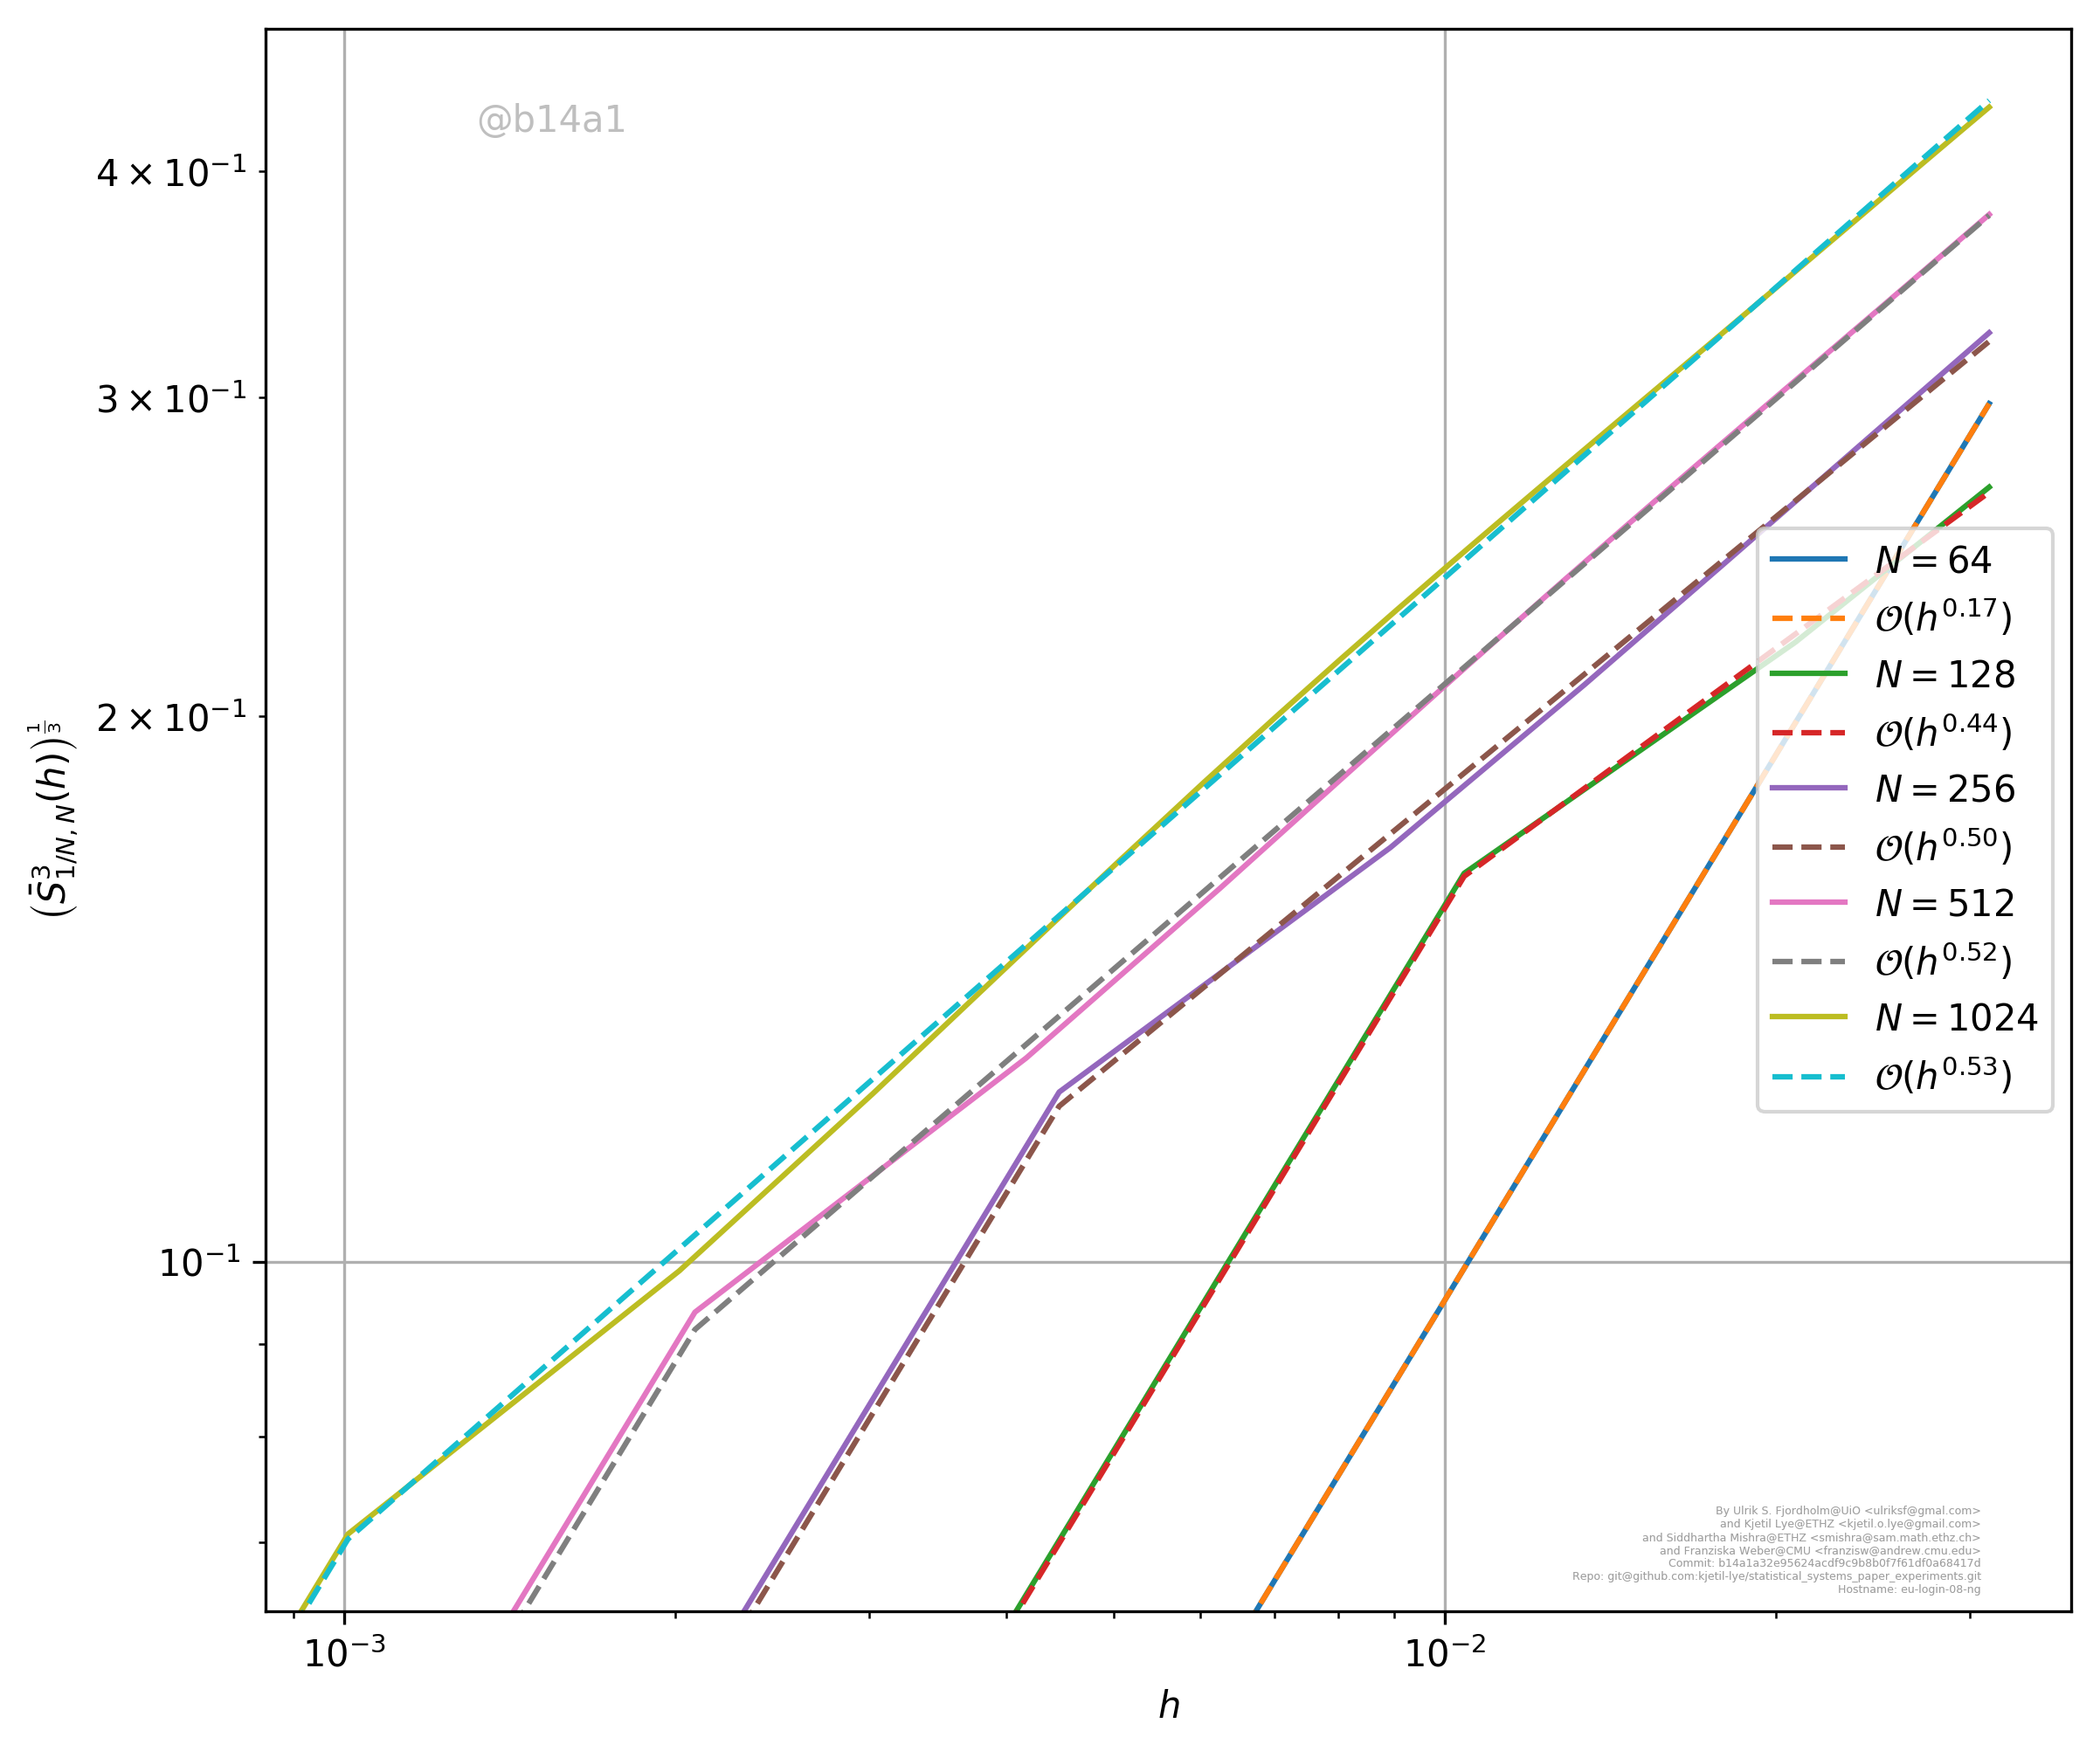 @b14a1
4 × 10⁻¹
3 × 10⁻¹
2 × 10⁻¹
10⁻¹
(S̄³₁/N, N(h))^(1/3)
N = 64
𝒪(h^0.17)
N = 128
𝒪(h^0.44)
N = 256
𝒪(h^0.50)
N = 512
𝒪(h^0.52)
N = 1024
𝒪(h^0.53)
By Ulrik S. Fjordholm@UiO <ulriksf@gmal.com>
and Kjetil Lye@ETHZ <kjetil.o.lye@gmail.com>
and Siddhartha Mishra@ETHZ <smishra@sam.math.ethz.ch>
and Franziska Weber@CMU <franzisw@andrew.cmu.edu>
Commit: b14a1a32e95624acdf9c9b8b0f7f61df0a68417d
Repo: git@github.com:kjetil-lye/statistical_systems_paper_experiments.git
Hostname: eu-login-08-ng
10⁻³
10⁻²
h